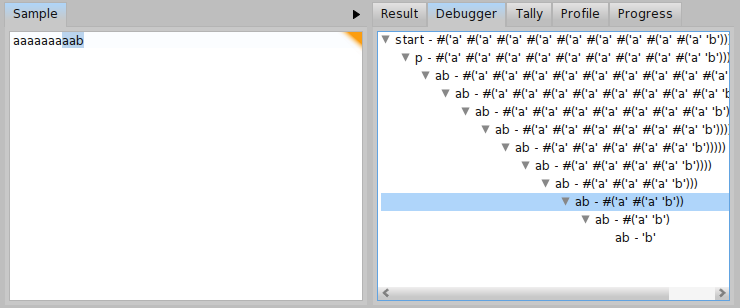 Sample
aaaaaaaaab
Result Debugger Tally Profile Progress
start - #('a' #('a' #('a' #('a' #('a' #('a' #('a' #('a' #('a' 'b')))
p - #('a' #('a' #('a' #('a' #('a' #('a' #('a' #('a' #('a' 'b')))
ab - #('a' #('a' #('a' #('a' #('a' #('a' #('a' #('a' #('a'
ab - #('a' #('a' #('a' #('a' #('a' #('a' #('a' #('a' 'b
ab - #('a' #('a' #('a' #('a' #('a' #('a' #('a' 'b')
ab - #('a' #('a' #('a' #('a' #('a' #('a' 'b'))))
ab - #('a' #('a' #('a' #('a' #('a' 'b')))))
ab - #('a' #('a' #('a' #('a' 'b'))))
ab - #('a' #('a' #('a' 'b')))
ab - #('a' #('a' 'b'))
ab - #('a' 'b')
ab - 'b'